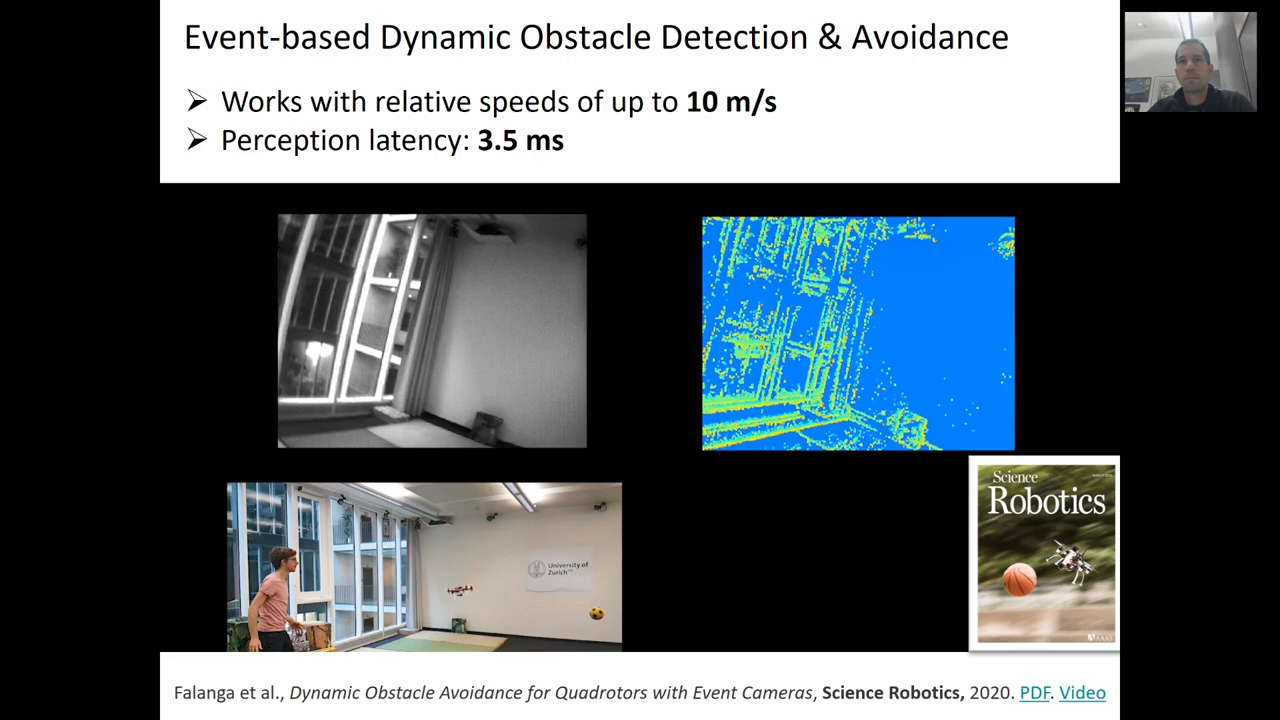 Event-based Dynamic Obstacle Detection & Avoidance
➢ Works with relative speeds of up to 10 m/s
➢ Perception latency: 3.5 ms
University of
Zurich
Science
Robotics
AAAS
Falanga et al., Dynamic Obstacle Avoidance for Quadrotors with Event Cameras, Science Robotics, 2020. PDF. Video